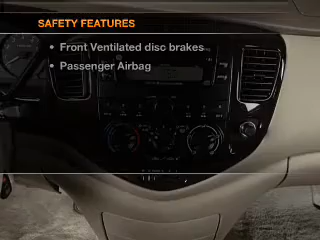 SAFETY FEATURES
• Front Ventilated disc brakes
• Passenger Airbag